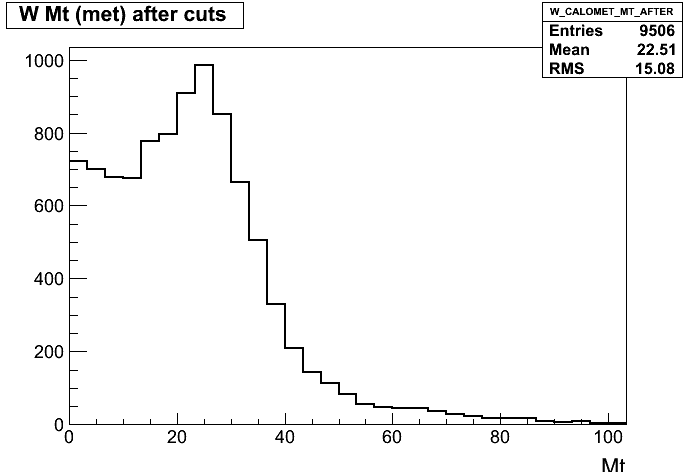 W Mt (met) after cuts
W_CALOMET_MT_AFTER
Entries 9506
Mean 22.51
RMS 15.08
1000
800
600
400
200
0
0 20 40 60 80 100
Mt